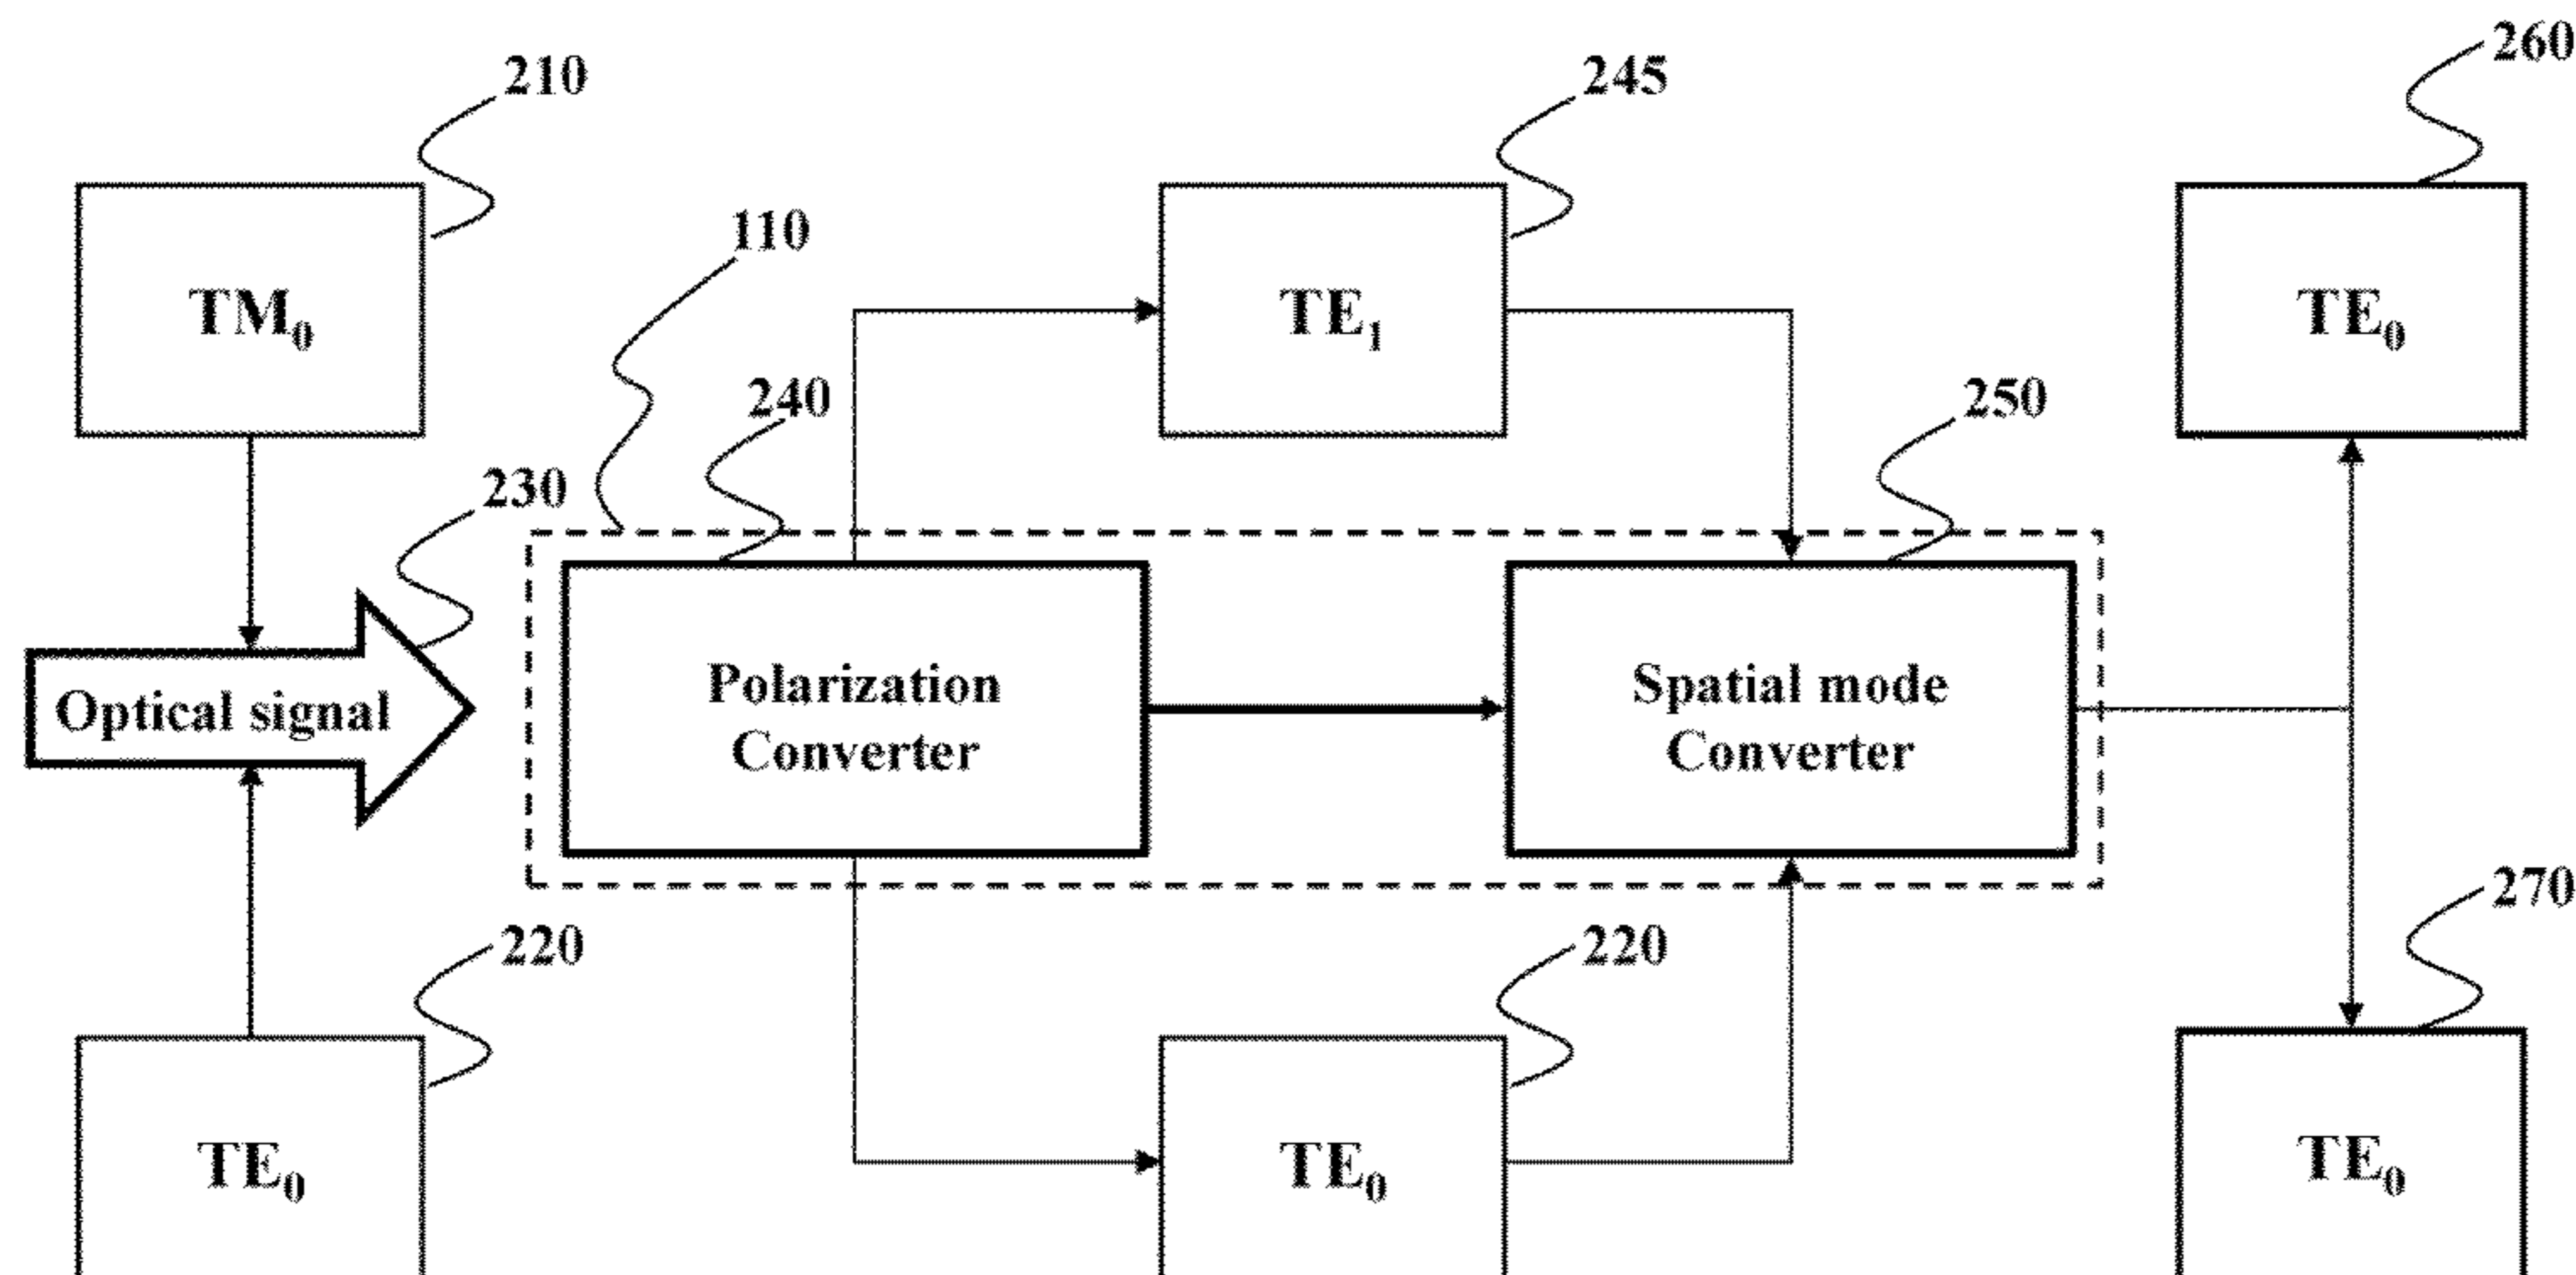 260
210
245
TM₀
110
TE₁
TE₀
240
250
230
Optical signal
Polarization
Converter
Spatial mode
Converter
270
220
220
TE₀
TE₀
TE₀